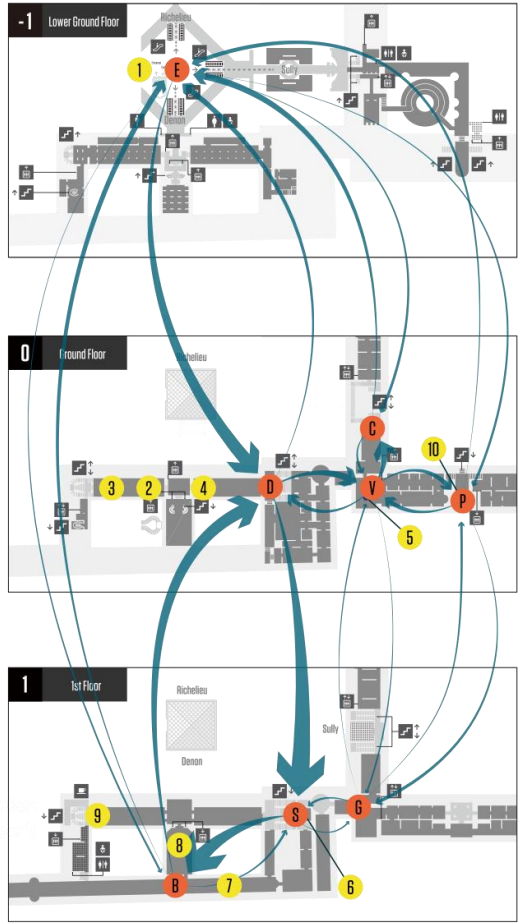 -1 Lower Ground Floor
Richelieu
1 E
Sully
Denon
0 Ground Floor
Richelieu
C
10
3 2 4 D V P
5
1 1st Floor
Richelieu
Sully
Denon
9 S G
8
B 7 6